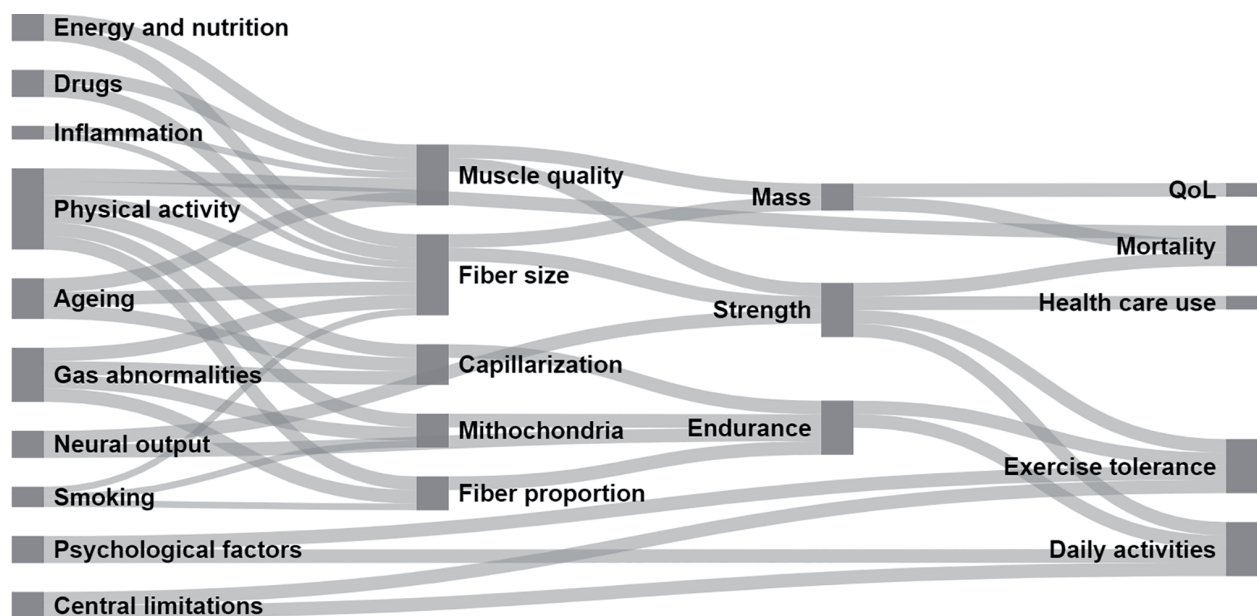 Energy and nutrition
Drugs
Inflammation
Physical activity
Ageing
Gas abnormalities
Neural output
Smoking
Psychological factors
Central limitations
Muscle quality
Fiber size
Capillarization
Mithochondria
Fiber proportion
Mass
Strength
Endurance
QoL
Mortality
Health care use
Exercise tolerance
Daily activities